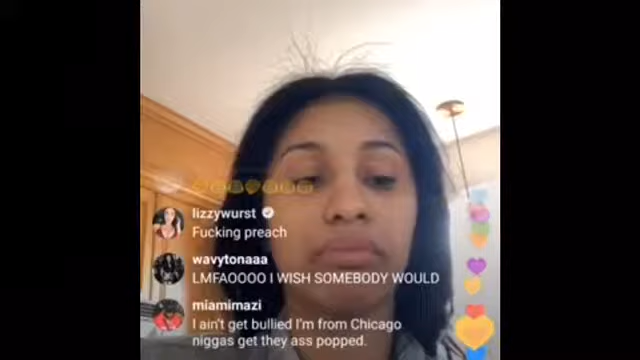 lizzywurst
Fucking preach
wavytonaaa
LMFAOOOO I WISH SOMEBODY WOULD
miamimazi
I ain't get bullied I'm from Chicago
niggas get they ass popped.